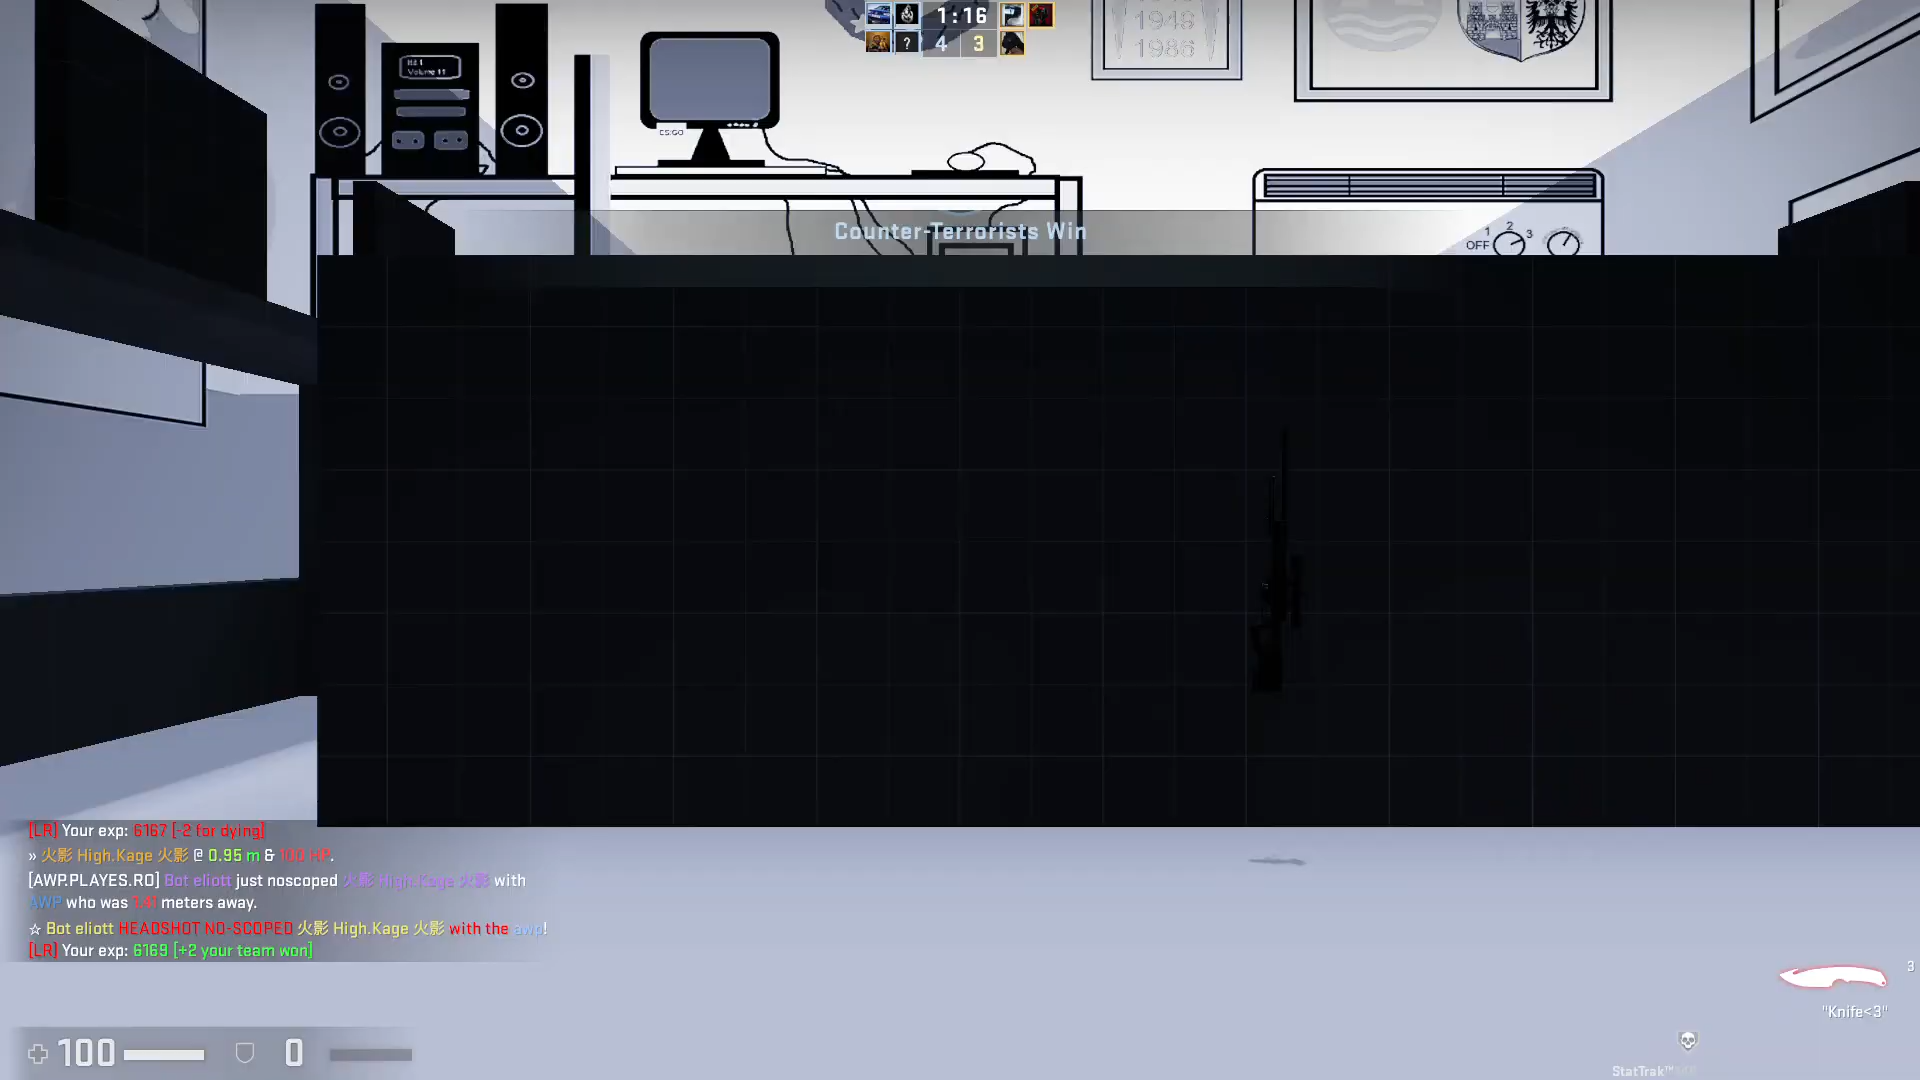 1:16
4 3
?
1948
1986
Volume 11
CS:GO
OFF 1 2 3
Counter-Terrorists Win
[LR] Your exp: 6167 [-2 for dying]
» 火影 High.Kage 火影 @ 0.95 m & 100 HP.
[AWP.PLAYES.RO] Bot eliott just noscoped 火影 High.Kage 火影 with
AWP who was 1.41 meters away.
☆ Bot eliott HEADSHOT NO-SCOPED 火影 High.Kage 火影 with the awp!
[LR] Your exp: 6169 [+2 your team won]
3
"Knife<3"
100 0
StatTrak™